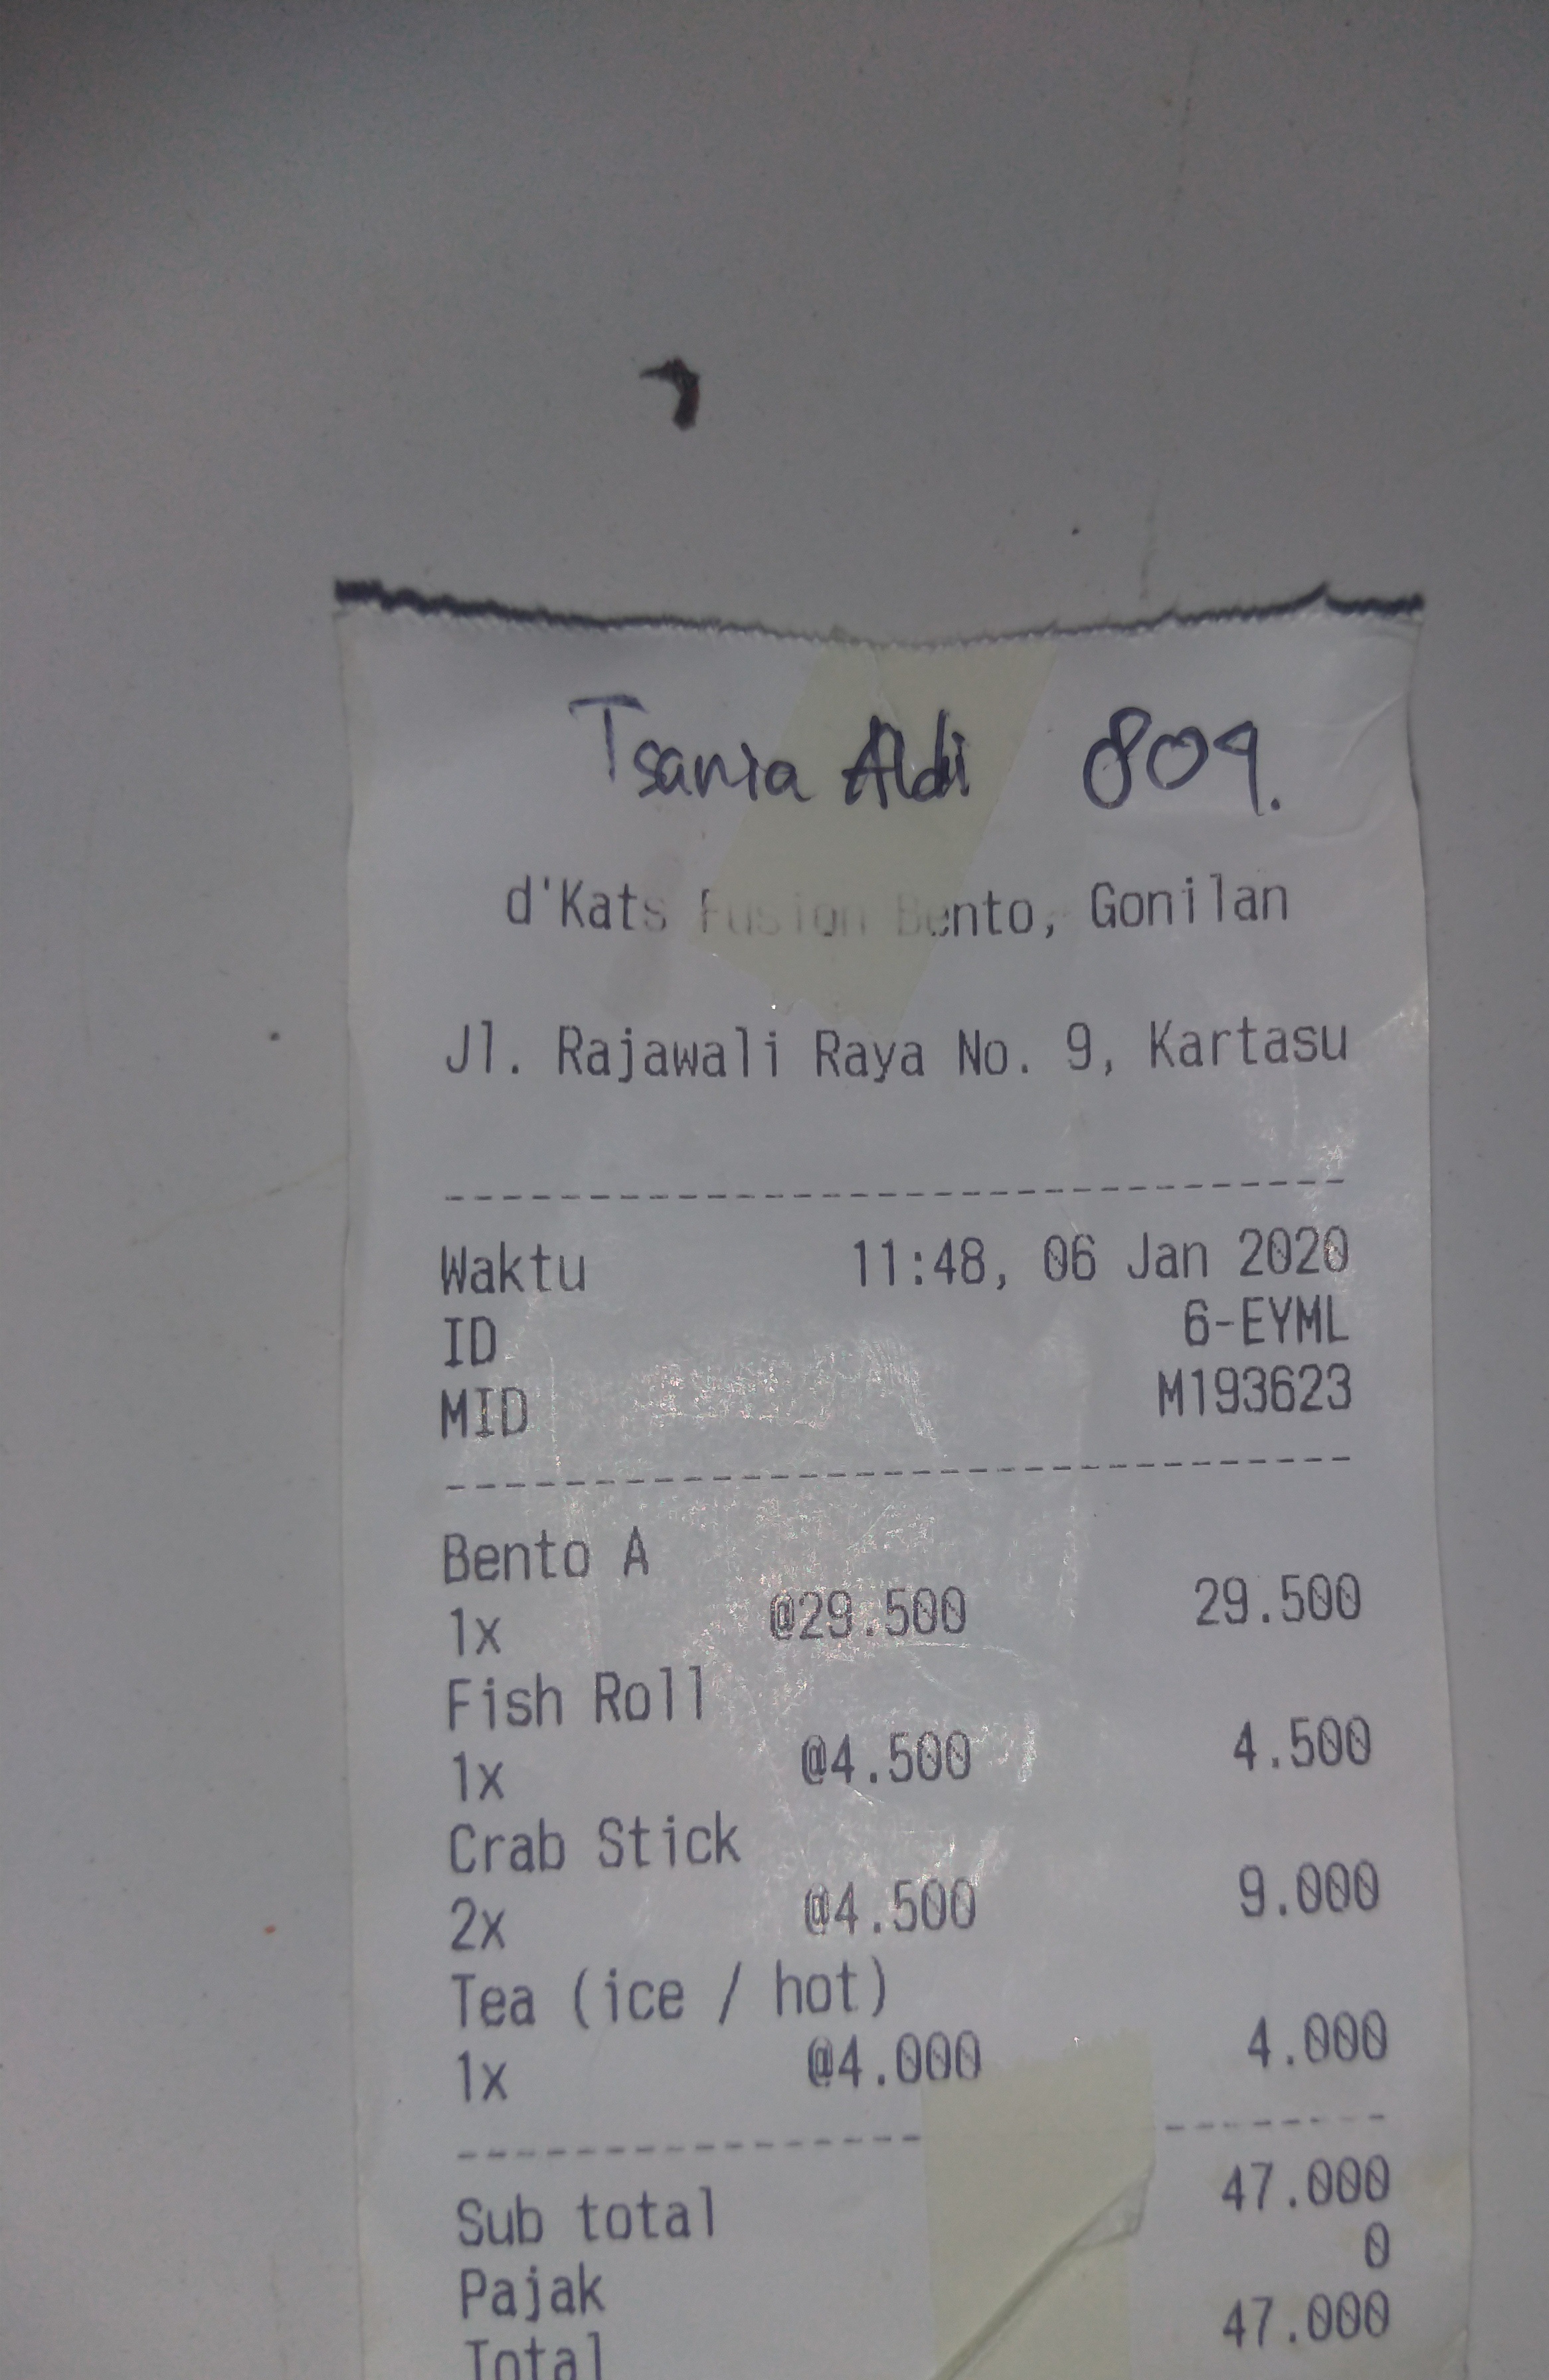 Tsania Aldi 809.
d'Kats Fusion Bento, Gonilan
Jl. Rajawali Raya No. 9, Kartasu
Waktu 11:48, 06 Jan 2020
ID 6-EYML
MID M193623
Bento A
1x @29.500 29.500
Fish Roll
1x @4.500 4.500
Crab Stick
2x @4.500 9.000
Tea (ice / hot)
1x @4.000 4.000
Sub total 47.000
Pajak 0
Total 47.000